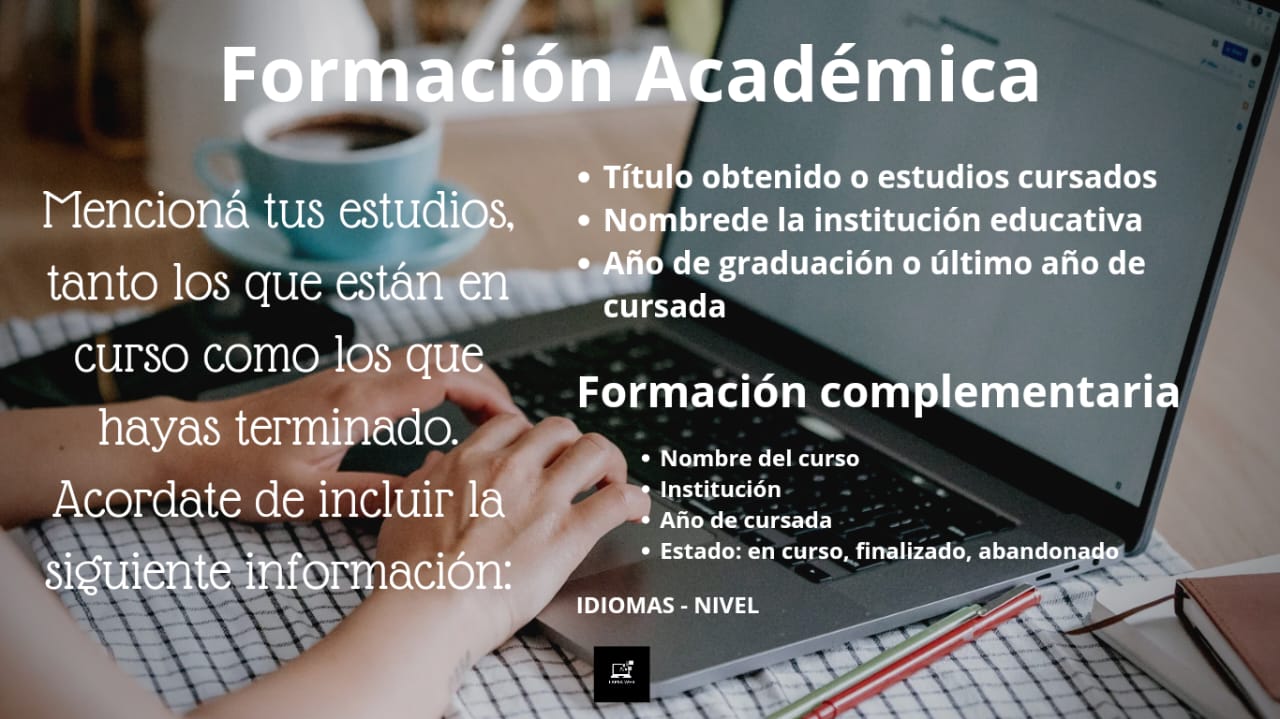 Formación Académica
Mencioná tus estudios,
tanto los que están en
curso como los que
hayas terminado.
Acordate de incluir la
siguiente información:
• Título obtenido o estudios cursados
• Nombrede la institución educativa
• Año de graduación o último año de
cursada
Formación complementaria
• Nombre del curso
• Institución
• Año de cursada
• Estado: en curso, finalizado, abandonado
IDIOMAS - NIVEL